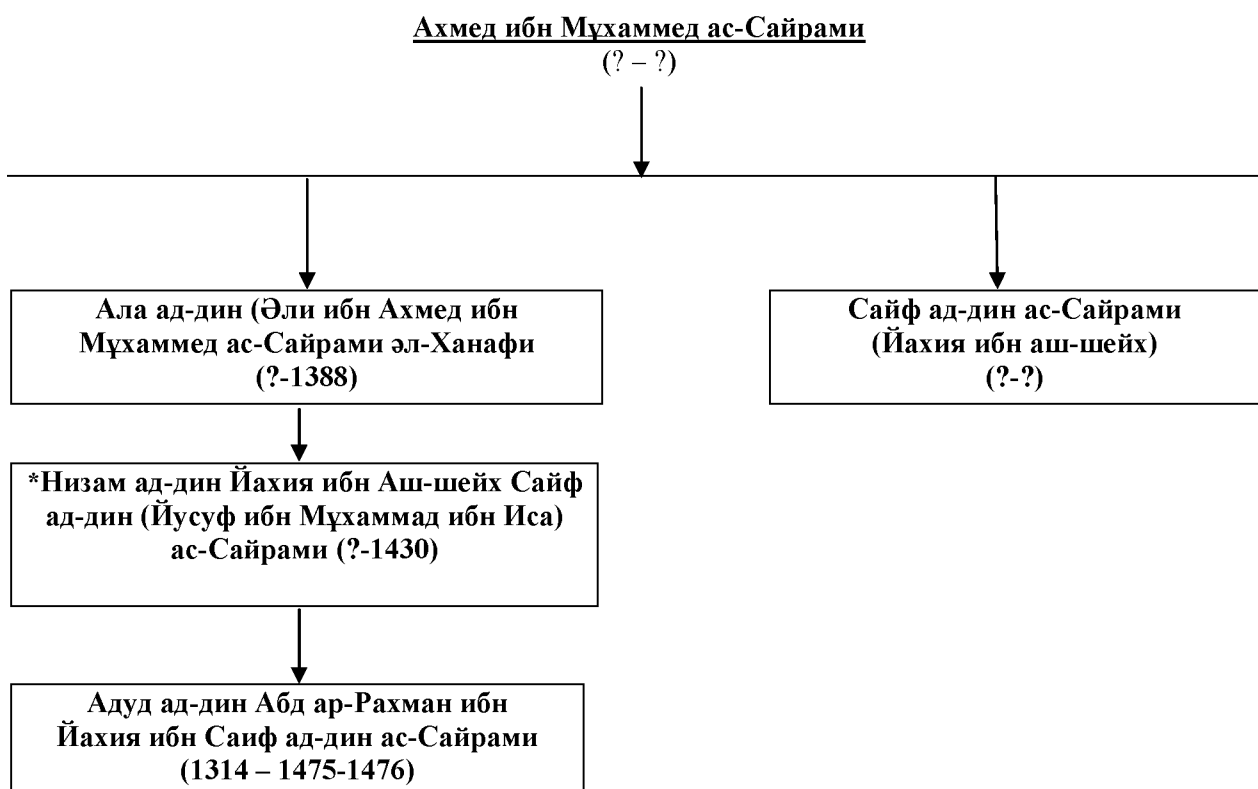 Ахмед ибн Мұхаммед ас-Сайрами
(? – ?)
Ала ад-дин (Әли ибн Ахмед ибн
Мұхаммед ас-Сайрами әл-Ханафи
(?-1388)
Сайф ад-дин ас-Сайрами
(Йахия ибн аш-шейх)
(?-?)
*Низам ад-дин Йахия ибн Аш-шейх Сайф
ад-дин (Йусуф ибн Мұхаммад ибн Иса)
ас-Сайрами (?-1430)
Адуд ад-дин Абд ар-Рахман ибн
Йахия ибн Саиф ад-дин ас-Сайрами
(1314 – 1475-1476)